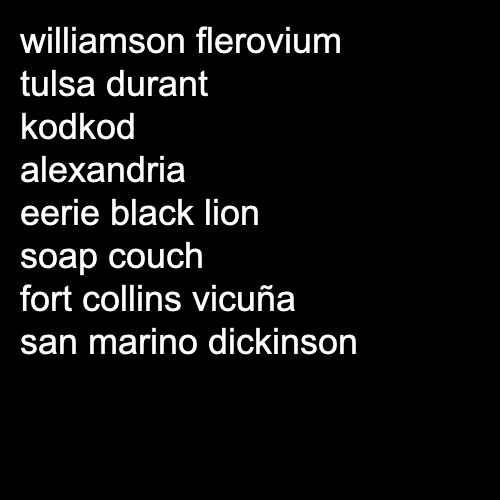 williamson flerovium
tulsa durant
kodkod
alexandria
eerie black lion
soap couch
fort collins vicuña
san marino dickinson